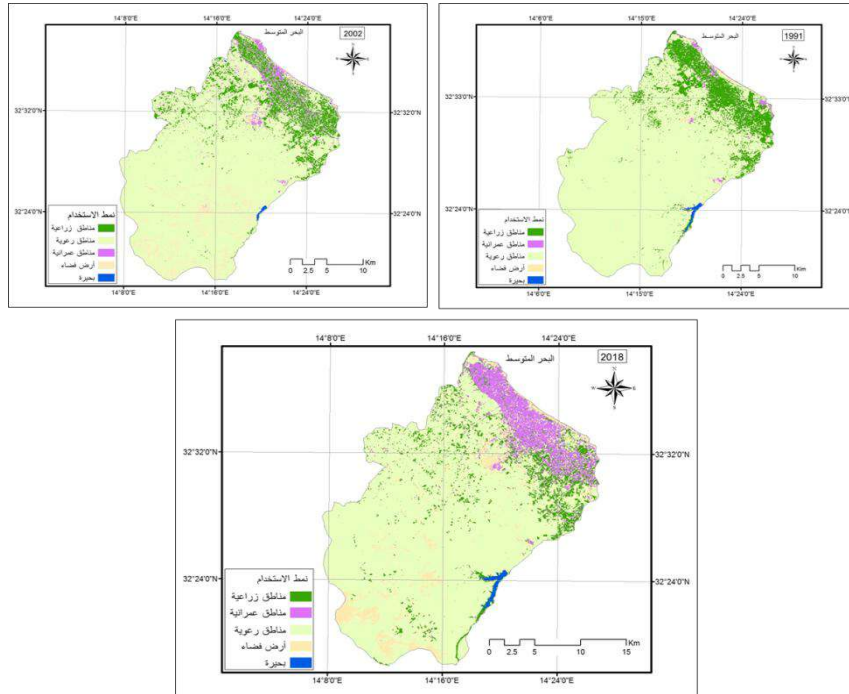 14°8'0"E 14°16'0"E 14°24'0"E
البحر المتوسط
2002
32°32'0"N 32°32'0"N
32°24'0"N 32°24'0"N
نمط الاستخدام
مناطق زراعية
مناطق رعوية
مناطق عمرانية
أرض فضاء
بحيرة
Km
0 2.5 5 10
14°8'0"E 14°16'0"E 14°24'0"E
14°6'0"E 14°15'0"E 14°24'0"E
البحر المتوسط
1991
32°33'0"N 32°33'0"N
32°24'0"N 32°24'0"N
نمط الاستخدام
مناطق زراعية
مناطق عمرانية
مناطق رعوية
أرض فضاء
بحيرة
Km
0 2.5 5 10
14°6'0"E 14°15'0"E 14°24'0"E
14°8'0"E 14°16'0"E 14°24'0"E
البحر المتوسط
2018
N
W E
S
32°32'0"N 32°32'0"N
32°24'0"N 32°24'0"N
نمط الاستخدام
مناطق زراعية
مناطق عمرانية
مناطق رعوية
أرض فضاء
بحيرة
Km
0 2.5 5 10 15
14°8'0"E 14°16'0"E 14°24'0"E